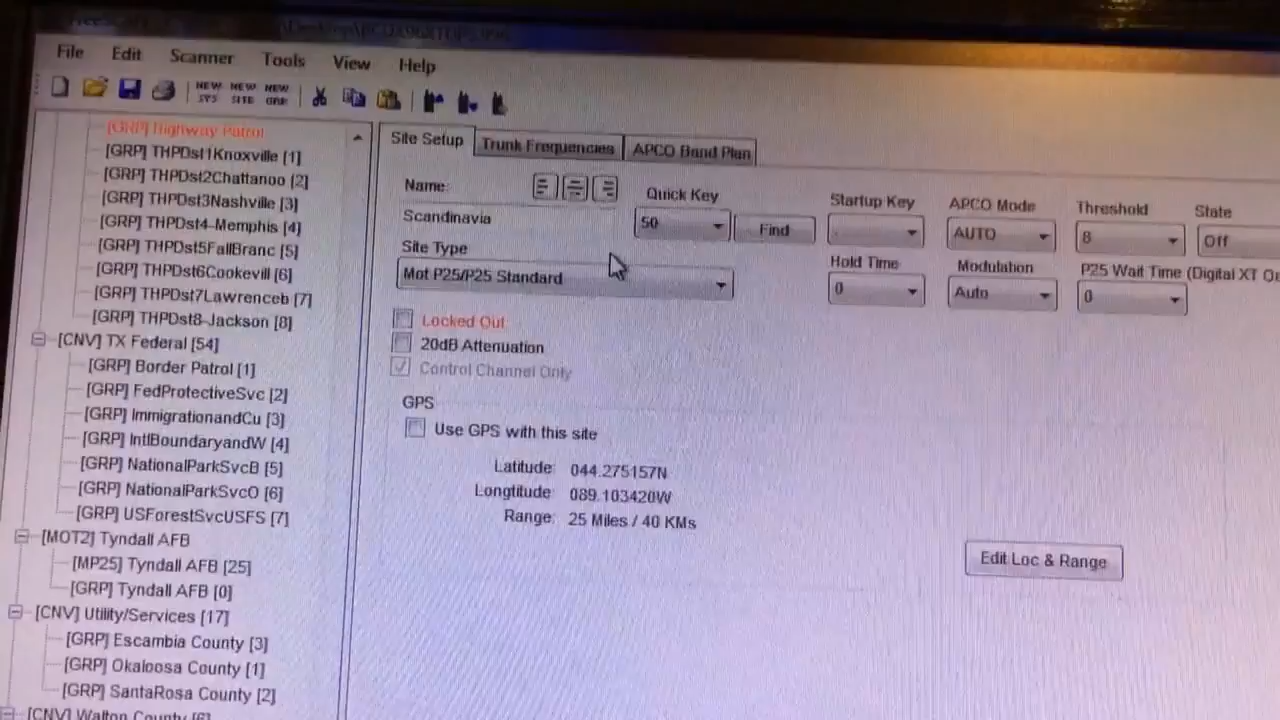 File Edit Scanner Tools View Help
NEW SYS NEW SITE NEW GRP
[GRP] Highway Patrol
[GRP] THPDst1Knoxville [1]
[GRP] THPDst2Chattanoo [2]
[GRP] THPDst3Nashville [3]
[GRP] THPDst4-Memphis [4]
[GRP] THPDst5FallBranc [5]
[GRP] THPDst6Cookevill [6]
[GRP] THPDst7Lawrenceb [7]
[GRP] THPDst8-Jackson [8]
[CNV] TX Federal [54]
[GRP] Border Patrol [1]
[GRP] FedProtectiveSvc [2]
[GRP] ImmigrationandCu [3]
[GRP] IntlBoundaryandW [4]
[GRP] NationalParkSvcB [5]
[GRP] NationalParkSvcO [6]
[GRP] USForestSvcUSFS [7]
[MOT2] Tyndall AFB
[MP25] Tyndall AFB [25]
[GRP] Tyndall AFB [0]
[CNV] Utility/Services [17]
[GRP] Escambia County [3]
[GRP] Okaloosa County [1]
[GRP] SantaRosa County [2]
[CNV] Walton County [6]
Site Setup Trunk Frequencies APCO Band Plan
Name: Quick Key Startup Key APCO Mode Threshold State
Scandinavia 50 Find . AUTO 8 Off
Site Type Hold Time Modulation P25 Wait Time (Digital XT
Mot P25/P25 Standard 0 Auto 0
Locked Out
20dB Attenuation
Control Channel Only
GPS
Use GPS with this site
Latitude: 044.275157N
Longtitude: 089.103420W
Range: 25 Miles / 40 KMs
Edit Loc & Range